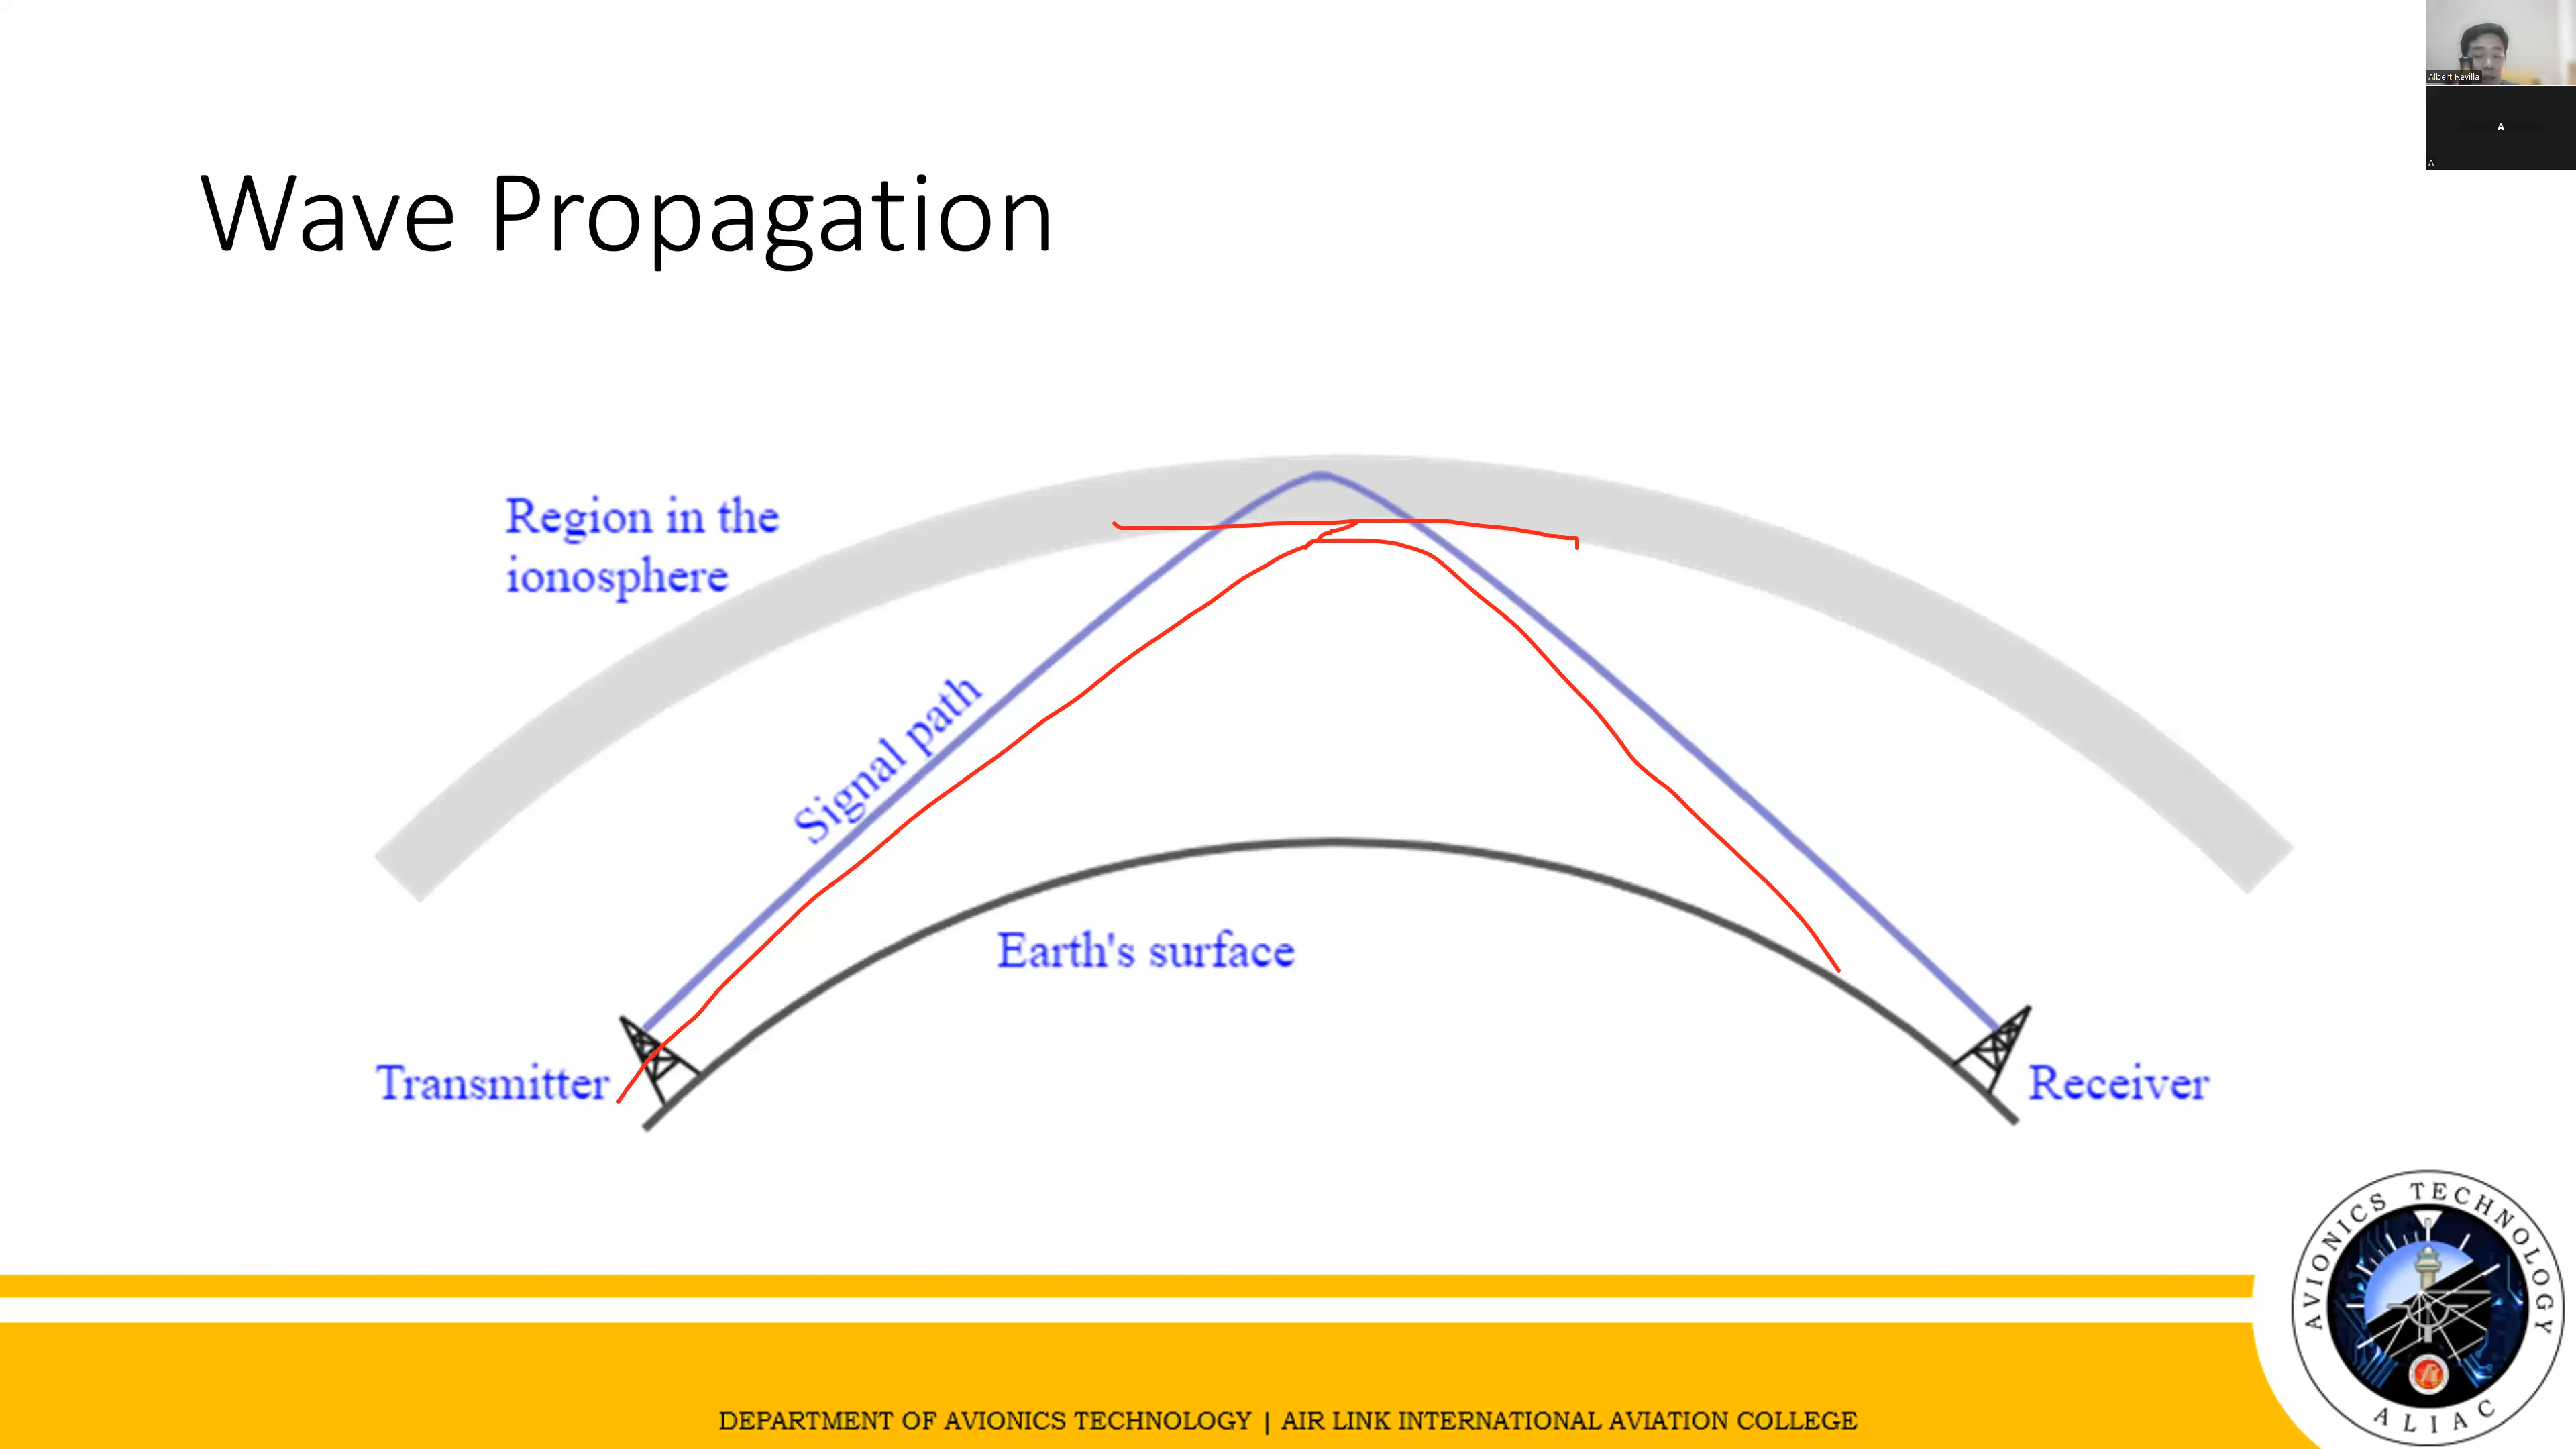 Albert Revilla
A
A
Wave Propagation
Region in the
ionosphere
Signal path
Earth's surface
Transmitter
Receiver
AVIONICS TECHNOLOGY
ALIAC
DEPARTMENT OF AVIONICS TECHNOLOGY | AIR LINK INTERNATIONAL AVIATION COLLEGE